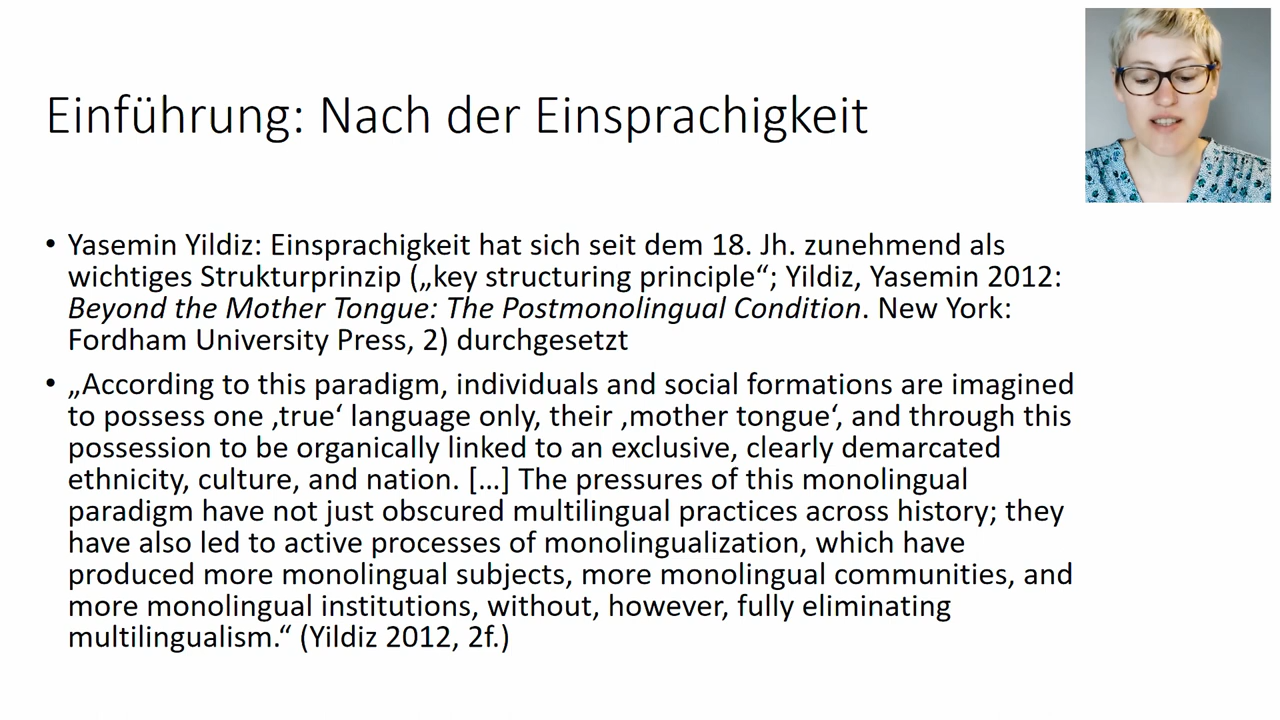 Einführung: Nach der Einsprachigkeit
• Yasemin Yildiz: Einsprachigkeit hat sich seit dem 18. Jh. zunehmend als
wichtiges Strukturprinzip („key structuring principle“; Yildiz, Yasemin 2012:
Beyond the Mother Tongue: The Postmonolingual Condition. New York:
Fordham University Press, 2) durchgesetzt
• „According to this paradigm, individuals and social formations are imagined
to possess one ‚true‘ language only, their ‚mother tongue‘, and through this
possession to be organically linked to an exclusive, clearly demarcated
ethnicity, culture, and nation. […] The pressures of this monolingual
paradigm have not just obscured multilingual practices across history; they
have also led to active processes of monolingualization, which have
produced more monolingual subjects, more monolingual communities, and
more monolingual institutions, without, however, fully eliminating
multilingualism.“ (Yildiz 2012, 2f.)